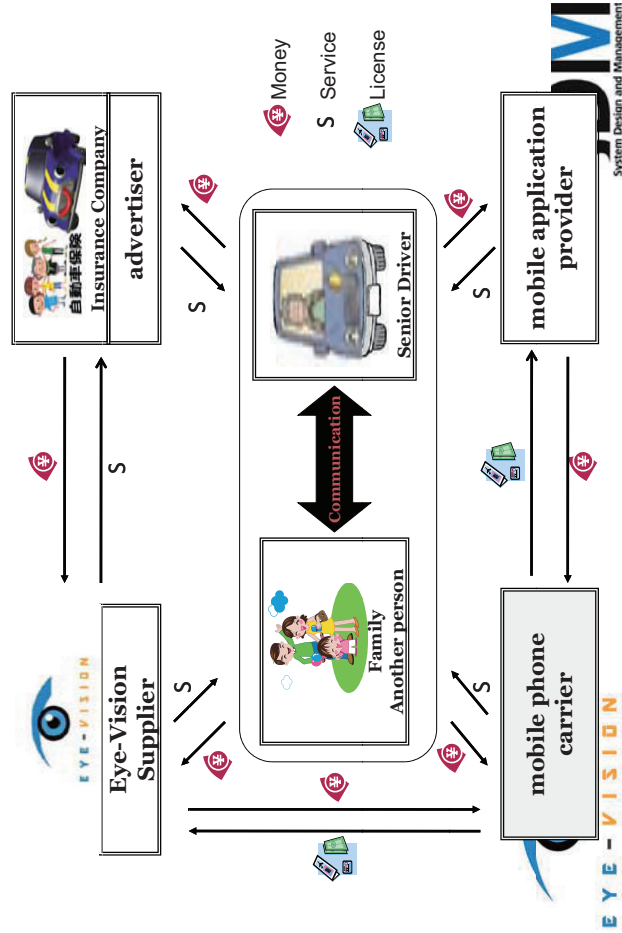 EYE-VISION
自動車保険
Insurance Company
advertiser
Eye-Vision
Supplier
S
S
S
Family
Another person
Communication
Senior Driver
Money
S Service
License
S
S
mobile phone
carrier
mobile application
provider
EYE-VISION
System Design and Management